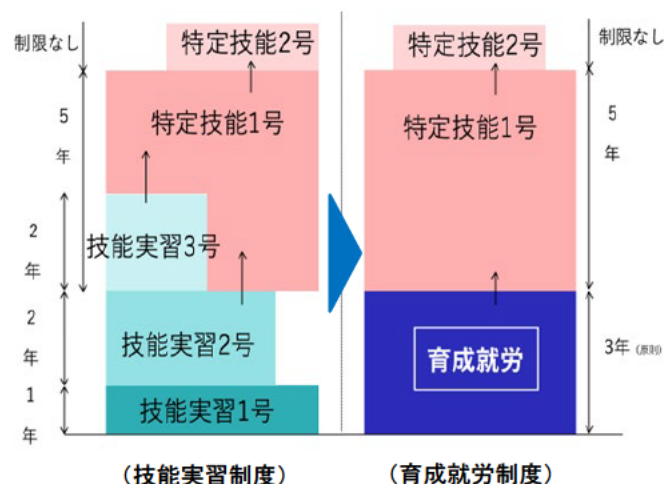 制限なし
特定技能2号
5
年
特定技能1号
2
年
技能実習3号
2
年
技能実習2号
1
年
技能実習1号
(技能実習制度)
特定技能2号
制限なし
特定技能1号
5
年
育成就労
3年 (原則)
(育成就労制度)